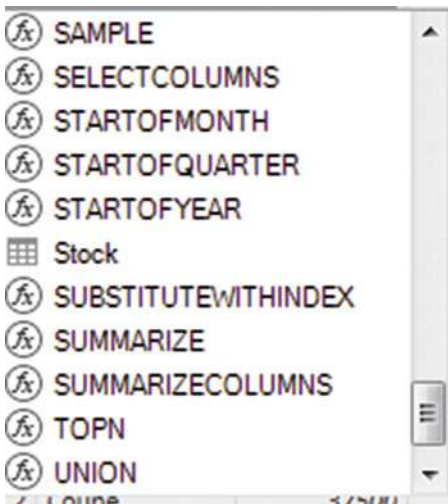 SAMPLE
SELECTCOLUMNS
STARTOFMONTH
STARTOFQUARTER
STARTOFYEAR
Stock
SUBSTITUTEWITHINDEX
SUMMARIZE
SUMMARIZECOLUMNS
TOPN
UNION